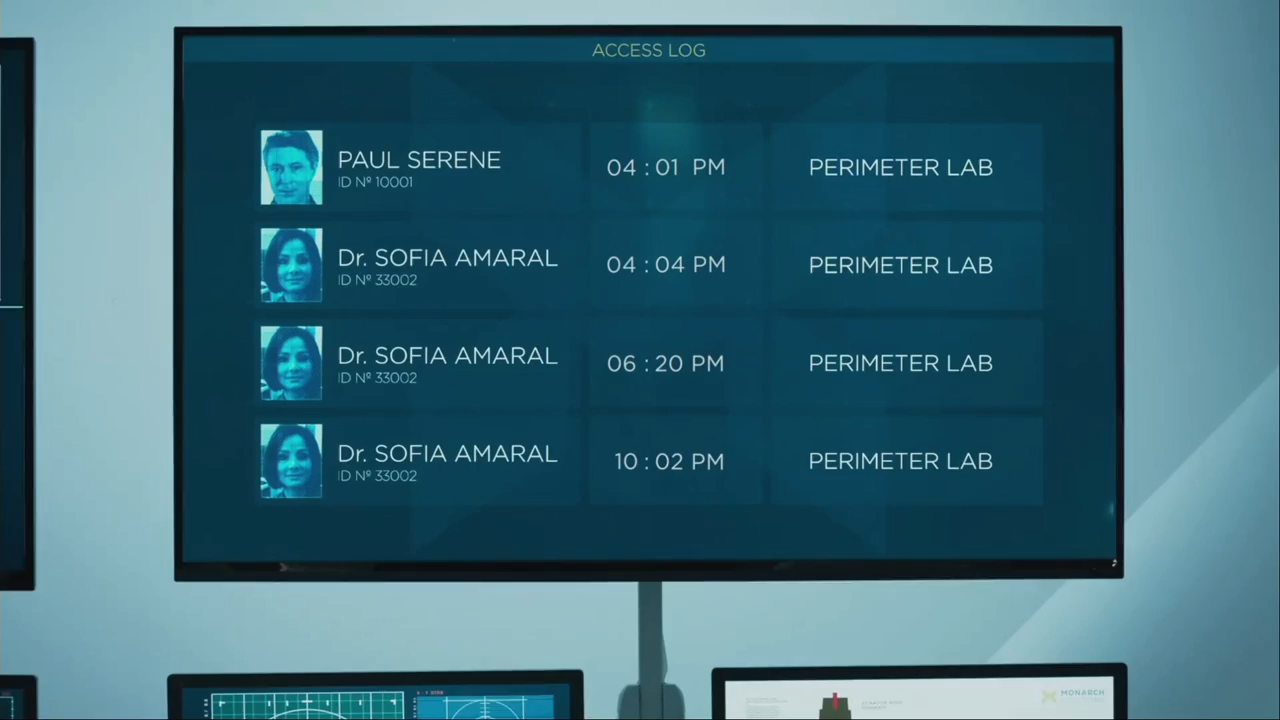 ACCESS LOG
PAUL SERENE
ID Nº 10001
04 : 01 PM
PERIMETER LAB
Dr. SOFIA AMARAL
ID Nº 33002
04 : 04 PM
PERIMETER LAB
Dr. SOFIA AMARAL
ID Nº 33002
06 : 20 PM
PERIMETER LAB
Dr. SOFIA AMARAL
ID Nº 33002
10 : 02 PM
PERIMETER LAB
MONARCH